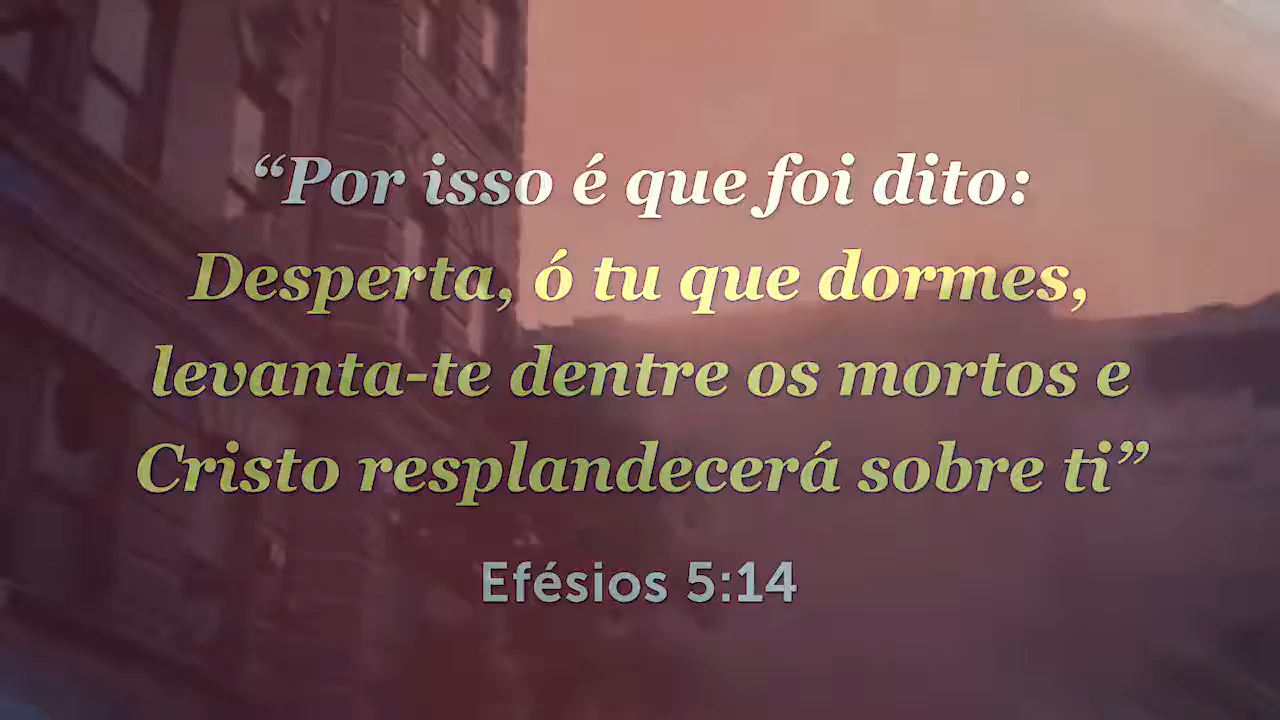 “Por isso é que foi dito:
Desperta, ó tu que dormes,
levanta-te dentre os mortos e
Cristo resplandecerá sobre ti”
Efésios 5:14